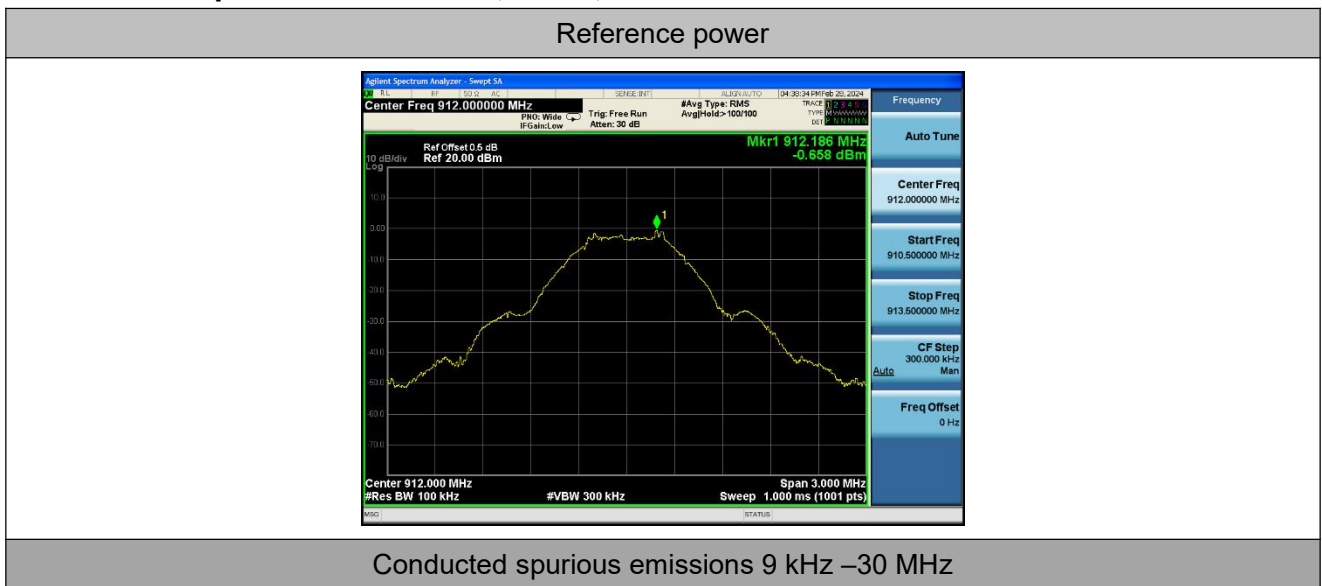 Reference power
Agilent Spectrum Analyzer - Swept SA
RL RF 50 Ω AC SENSE:INT ALIGN AUTO 04:38:34 PM Feb 28, 2024
Center Freq 912.000000 MHz
PNO: Wide Trig: Free Run #Avg Type: RMS TRACE 1 2 3 4 5 6
IFGain:Low Atten: 30 dB Avg|Hold>100/100 TYPE MWWWWW
DET P N N N N N
Frequency
Auto Tune
Ref Offset 0.5 dB Mkr1 912.186 MHz
10 dB/div Ref 20.00 dBm -0.658 dBm
Log
10.0
0.00
-10.0
-20.0
-30.0
-40.0
-50.0
-60.0
-70.0
1
Center Freq
912.000000 MHz
Start Freq
910.500000 MHz
Stop Freq
913.500000 MHz
CF Step
300.000 kHz
Auto Man
Freq Offset
0 Hz
Center 912.000 MHz Span 3.000 MHz
#Res BW 100 kHz #VBW 300 kHz Sweep 1.000 ms (1001 pts)
MSG STATUS
Conducted spurious emissions 9 kHz –30 MHz